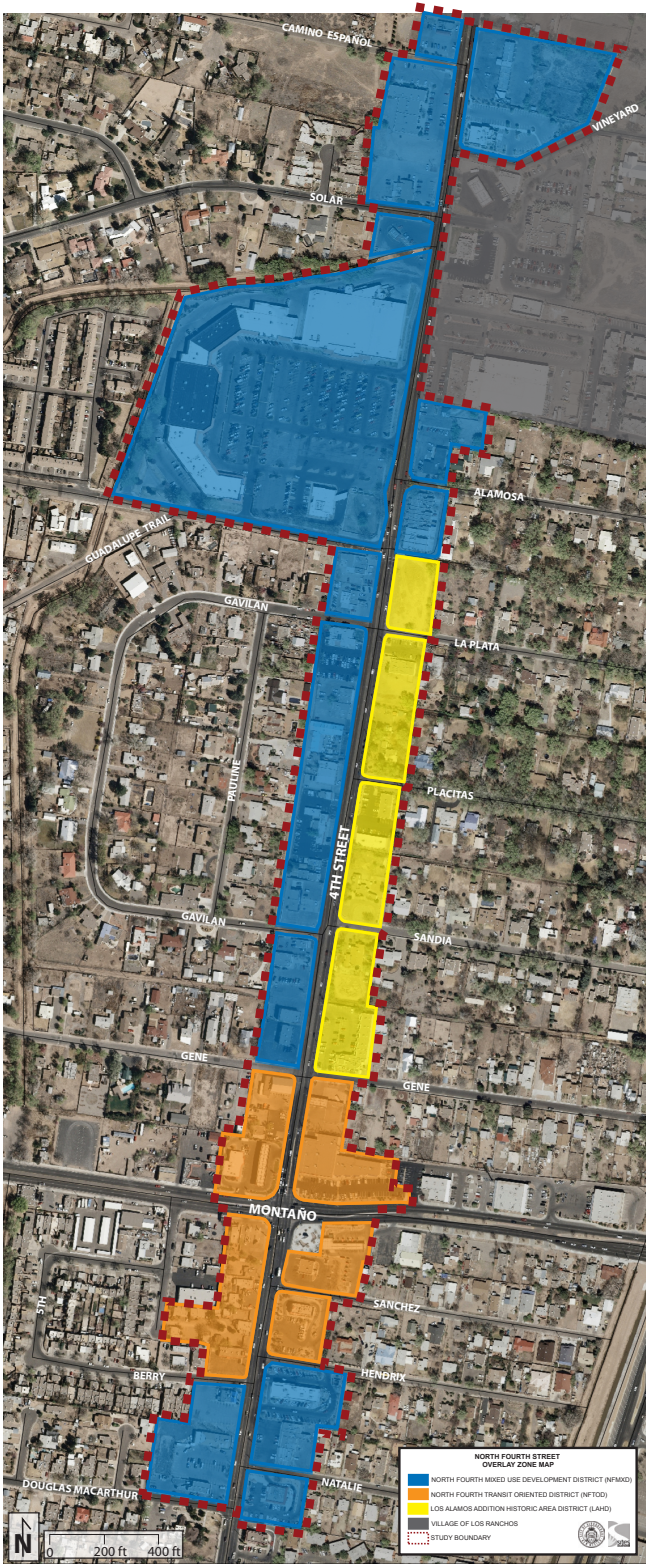 CAMINO ESPAÑOL
VINEYARD
SOLAR
ALAMOSA
GUADALUPE TRAIL
GAVILAN
LA PLATA
PAULINE
PLACITAS
4TH STREET
GAVILAN
SANDIA
GENE
GENE
MONTAÑO
5TH
SANCHEZ
BERRY
HENDRIX
DOUGLAS MACARTHUR
NATALIE
NORTH FOURTH STREET
OVERLAY ZONE MAP
NORTH FOURTH MIXED USE DEVELOPMENT DISTRICT (NFMXD)
NORTH FOURTH TRANSIT ORIENTED DISTRICT (NFTOD)
LOS ALAMOS ADDITION HISTORIC AREA DISTRICT (LAHD)
VILLAGE OF LOS RANCHOS
STUDY BOUNDARY
N
0 200 ft 400 ft